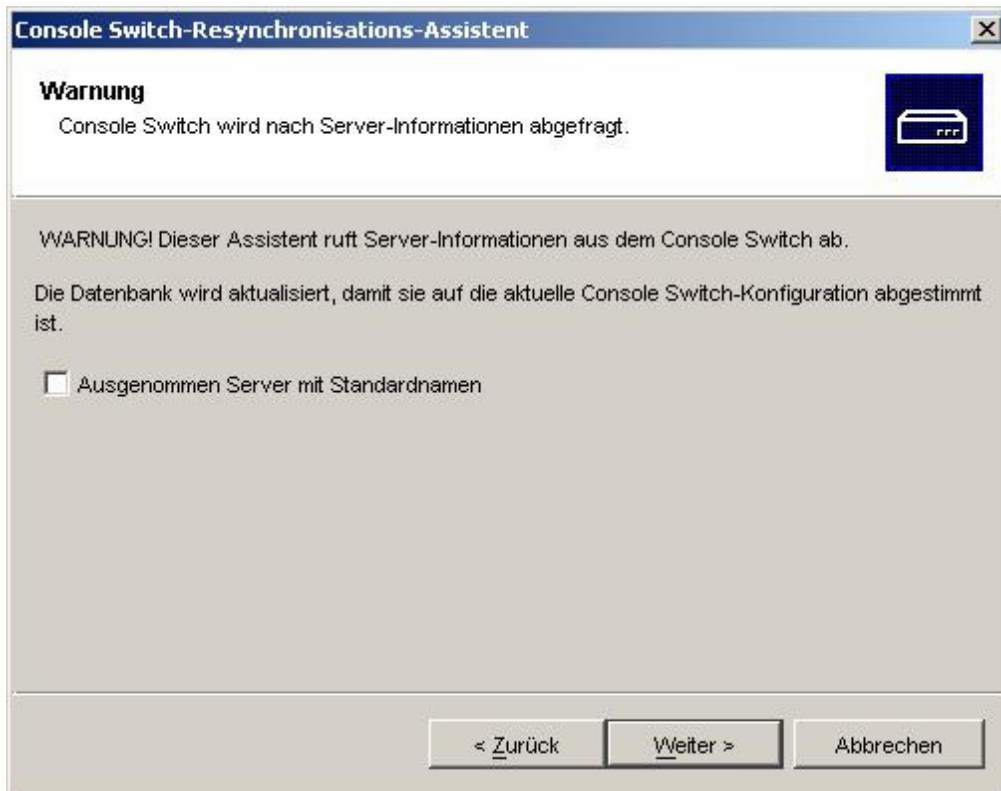 Console Switch-Resynchronisations-Assistent
Warnung
Console Switch wird nach Server-Informationen abgefragt.
WARNUNG! Dieser Assistent ruft Server-Informationen aus dem Console Switch ab.
Die Datenbank wird aktualisiert, damit sie auf die aktuelle Console Switch-Konfiguration abgestimmt
ist.
Ausgenommen Server mit Standardnamen
< Zurück
Weiter >
Abbrechen